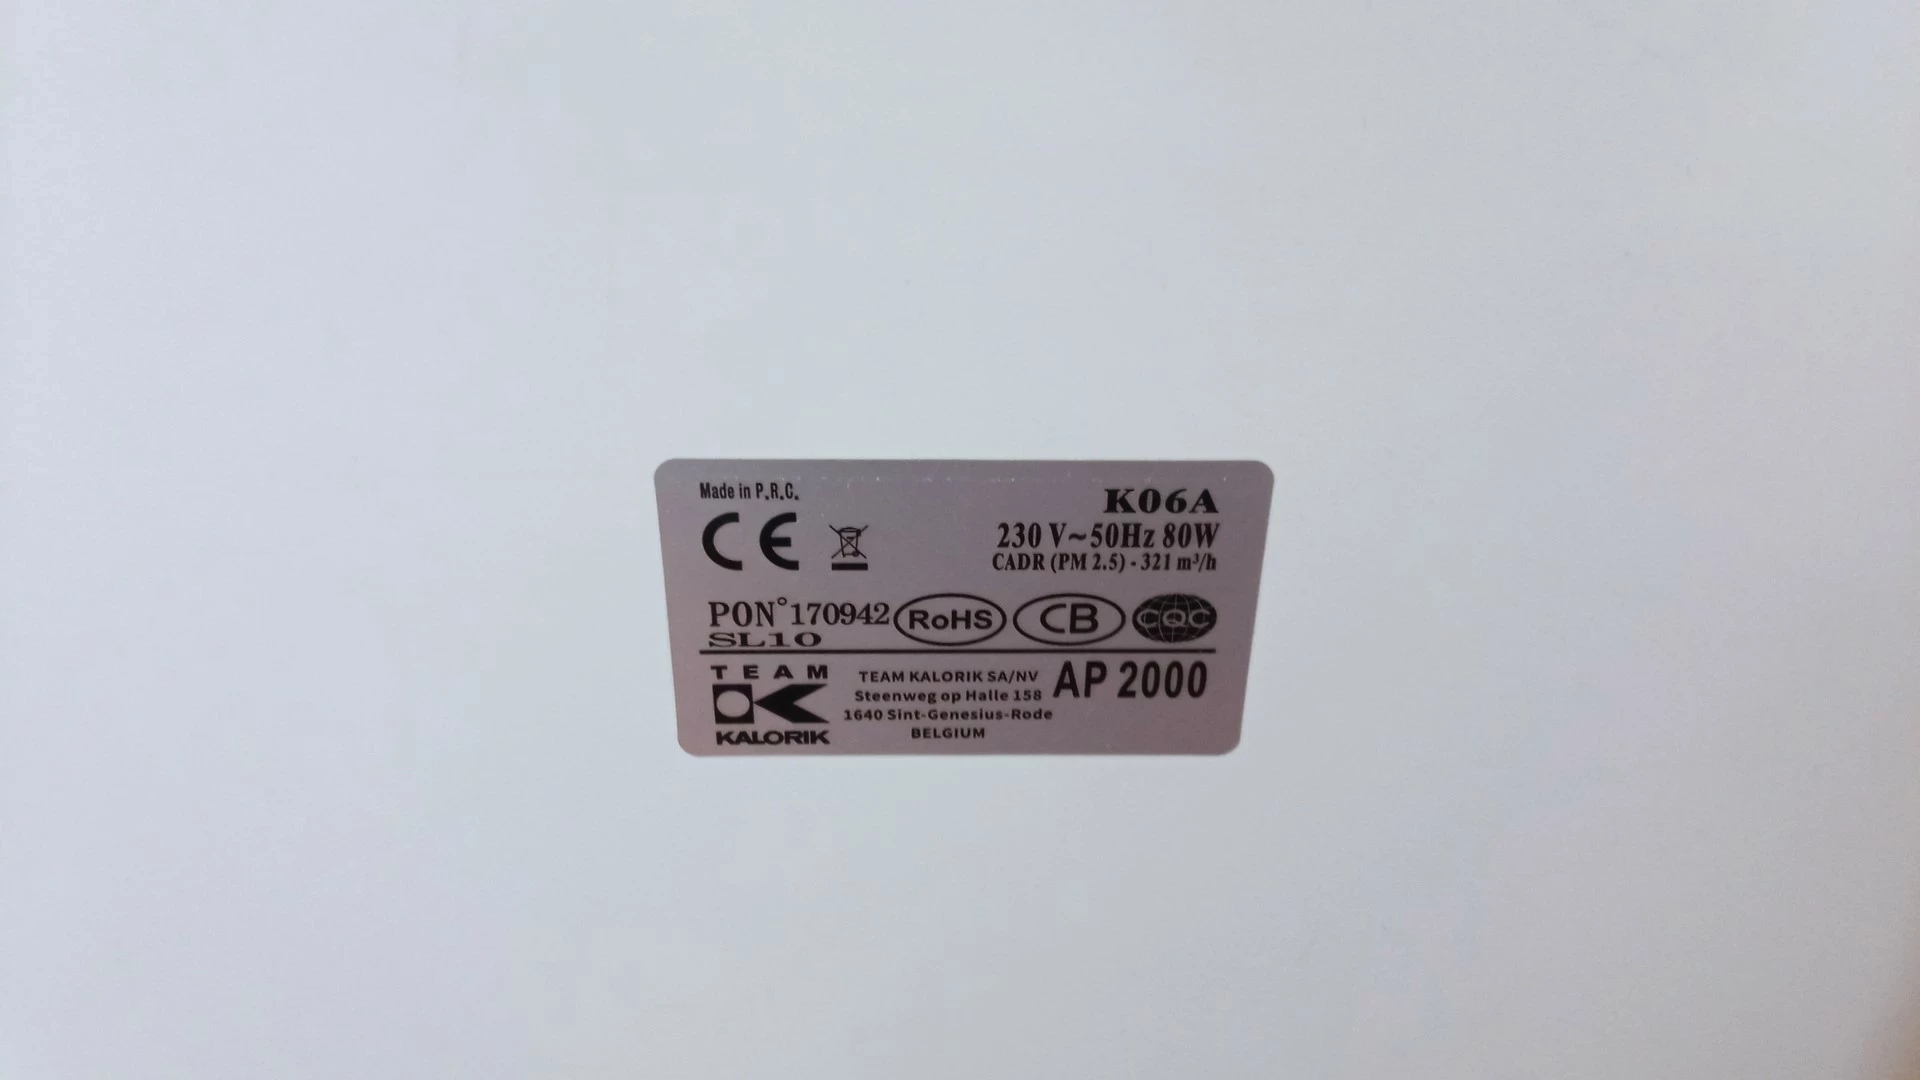 Made in P.R.C.
K06A
CE
230 V~50Hz 80W
CADR (PM 2.5) - 321 m³/h
PON°170942
SL10
RoHS
CB
CQC
TEAM
KALORIK
TEAM KALORIK SA/NV
Steenweg op Halle 158
1640 Sint-Genesius-Rode
BELGIUM
AP 2000